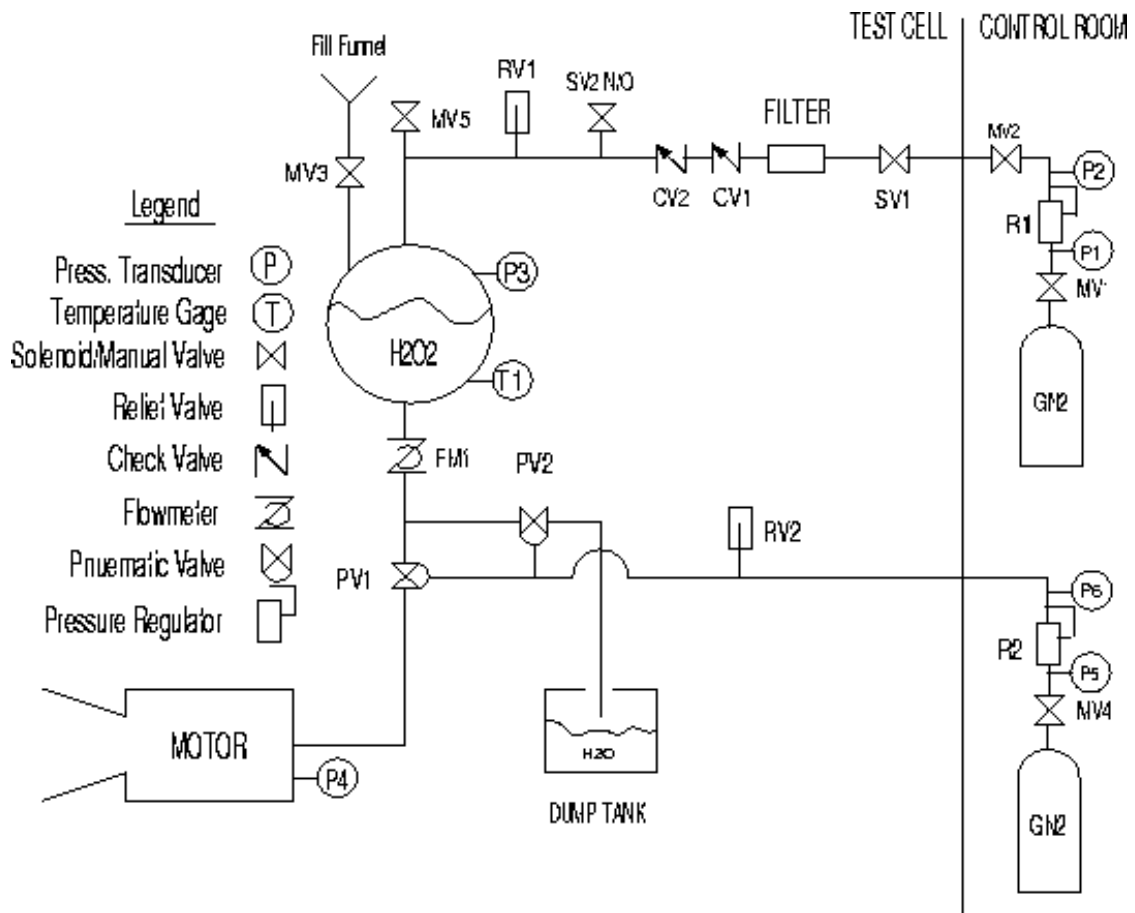 TEST CELL
CONTROL ROOM
Fill Funnel
RV1
SV2 N/O
MV5
FILTER
MV2
MV3
P2
CV2
CV1
SV1
R1
P1
MV1
Legend
Press. Transducer
P
Temperature Gage
T
Solenoid/Manual Valve
Relief Valve
Check Valve
Flowmeter
Pnuematic Valve
Pressure Regulator
P3
H2O2
T1
GN2
FM1
PV2
RV2
PV1
P6
R2
P5
MV4
MOTOR
P4
H2O
DUMP TANK
GN2